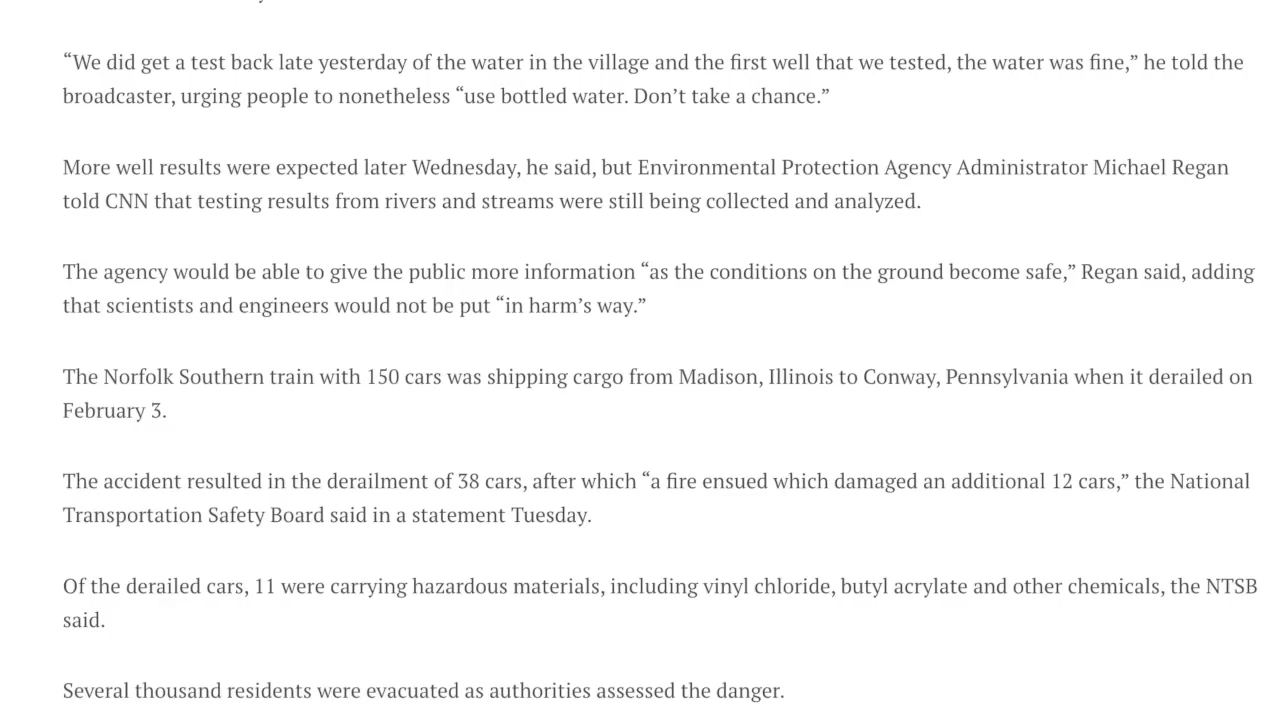 “We did get a test back late yesterday of the water in the village and the first well that we tested, the water was fine,” he told the
broadcaster, urging people to nonetheless “use bottled water. Don’t take a chance.”
More well results were expected later Wednesday, he said, but Environmental Protection Agency Administrator Michael Regan
told CNN that testing results from rivers and streams were still being collected and analyzed.
The agency would be able to give the public more information “as the conditions on the ground become safe,” Regan said, adding
that scientists and engineers would not be put “in harm’s way.”
The Norfolk Southern train with 150 cars was shipping cargo from Madison, Illinois to Conway, Pennsylvania when it derailed on
February 3.
The accident resulted in the derailment of 38 cars, after which “a fire ensued which damaged an additional 12 cars,” the National
Transportation Safety Board said in a statement Tuesday.
Of the derailed cars, 11 were carrying hazardous materials, including vinyl chloride, butyl acrylate and other chemicals, the NTSB
said.
Several thousand residents were evacuated as authorities assessed the danger.